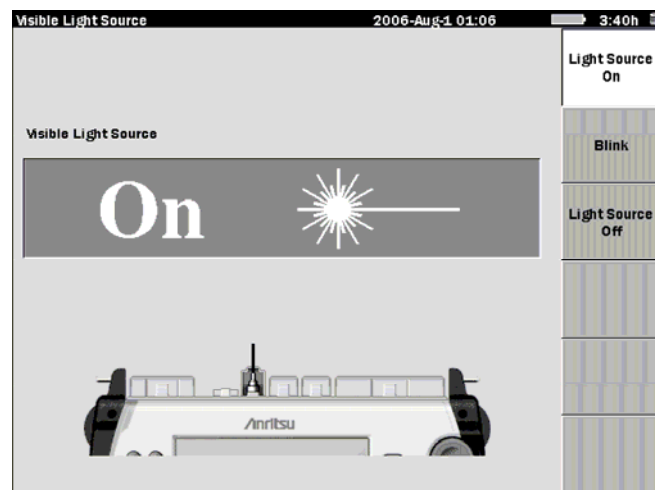 Visible Light Source 2006-Aug-1 01:06 3:40h
Light Source
On
Visible Light Source
Blink
On
Light Source
Off
Anritsu